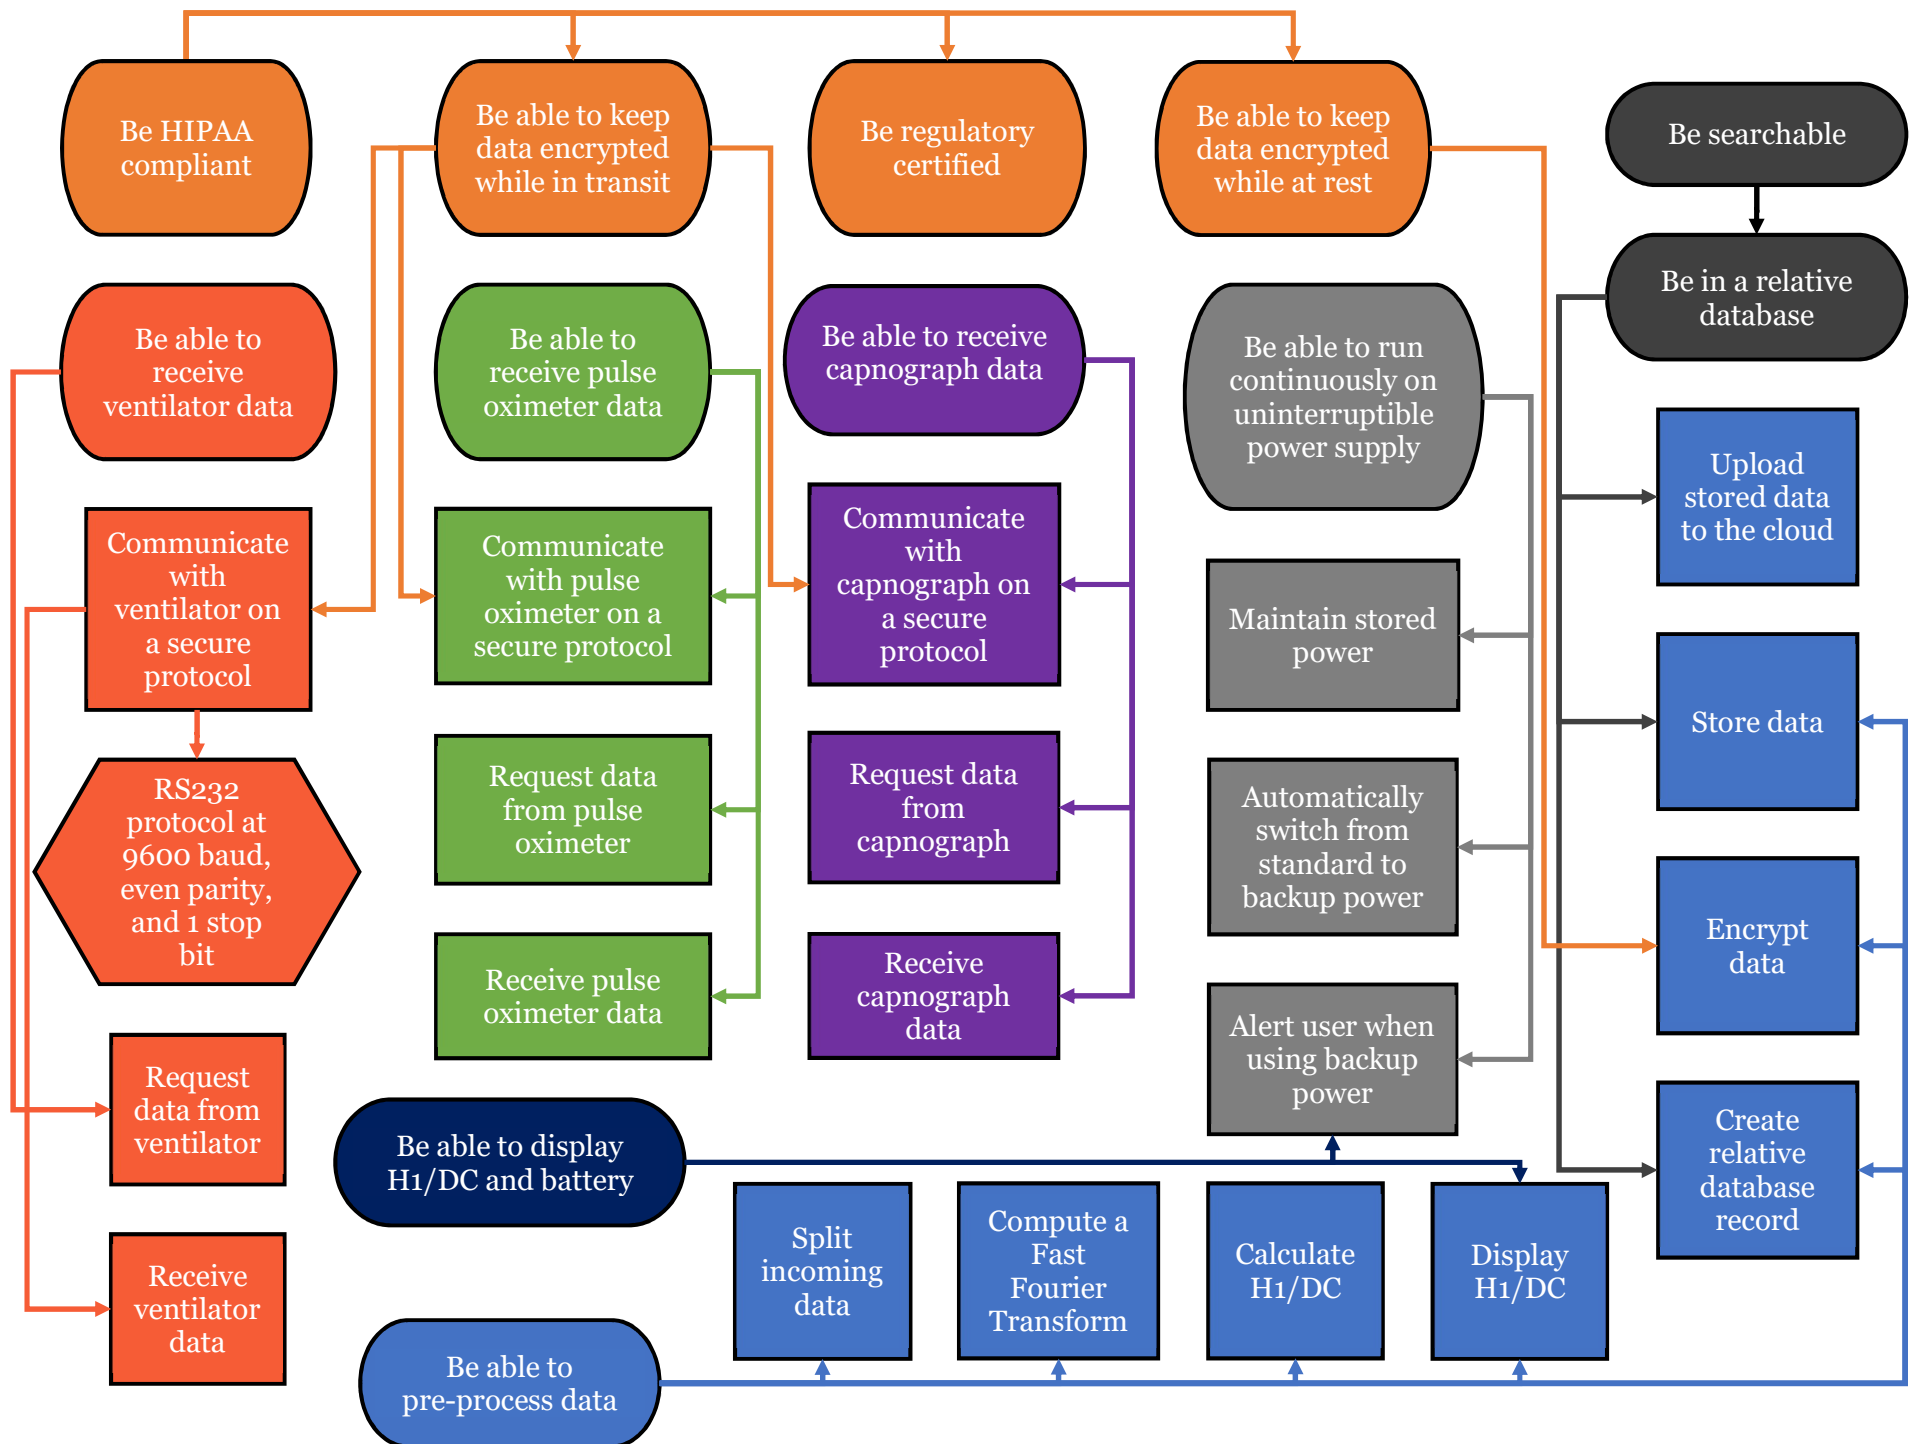 Be HIPAA
compliant
Be able to keep
data encrypted
while in transit
Be regulatory
certified
Be able to keep
data encrypted
while at rest
Be searchable
Be in a relative
database
Be able to
receive
ventilator data
Be able to
receive pulse
oximeter data
Be able to receive
capnograph data
Be able to run
continuously on
uninterruptible
power supply
Upload
stored data
to the cloud
Communicate
with
ventilator on
a secure
protocol
Communicate
with pulse
oximeter on a
secure protocol
Communicate
with
capnograph on
a secure
protocol
Maintain stored
power
Store data
RS232
protocol at
9600 baud,
even parity,
and 1 stop
bit
Request data
from pulse
oximeter
Request data
from
capnograph
Automatically
switch from
standard to
backup power
Encrypt
data
Receive pulse
oximeter data
Receive
capnograph
data
Alert user when
using backup
power
Request
data from
ventilator
Be able to display
H1/DC and battery
Create
relative
database
record
Receive
ventilator
data
Split
incoming
data
Compute a
Fast
Fourier
Transform
Calculate
H1/DC
Display
H1/DC
Be able to
pre-process data